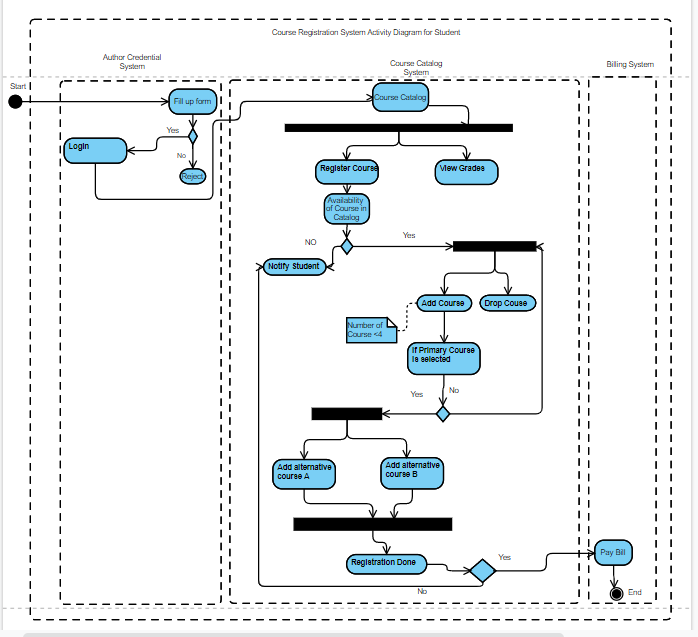 Course Registration System Activity Diagram for Student
Author Credential
System
Course Catalog
System
Billing System
Start
Fill up form
Course Catalog
Yes
Login
No
Reject
Register Course
View Grades
Availability
of Course in
Catalog
NO
Yes
Notify Student
Add Course
Drop Couse
Number of
Course <4
If Primary Course
is selected
Yes
No
Add alternative
course A
Add alternative
course B
Registration Done
Yes
Pay Bill
No
End